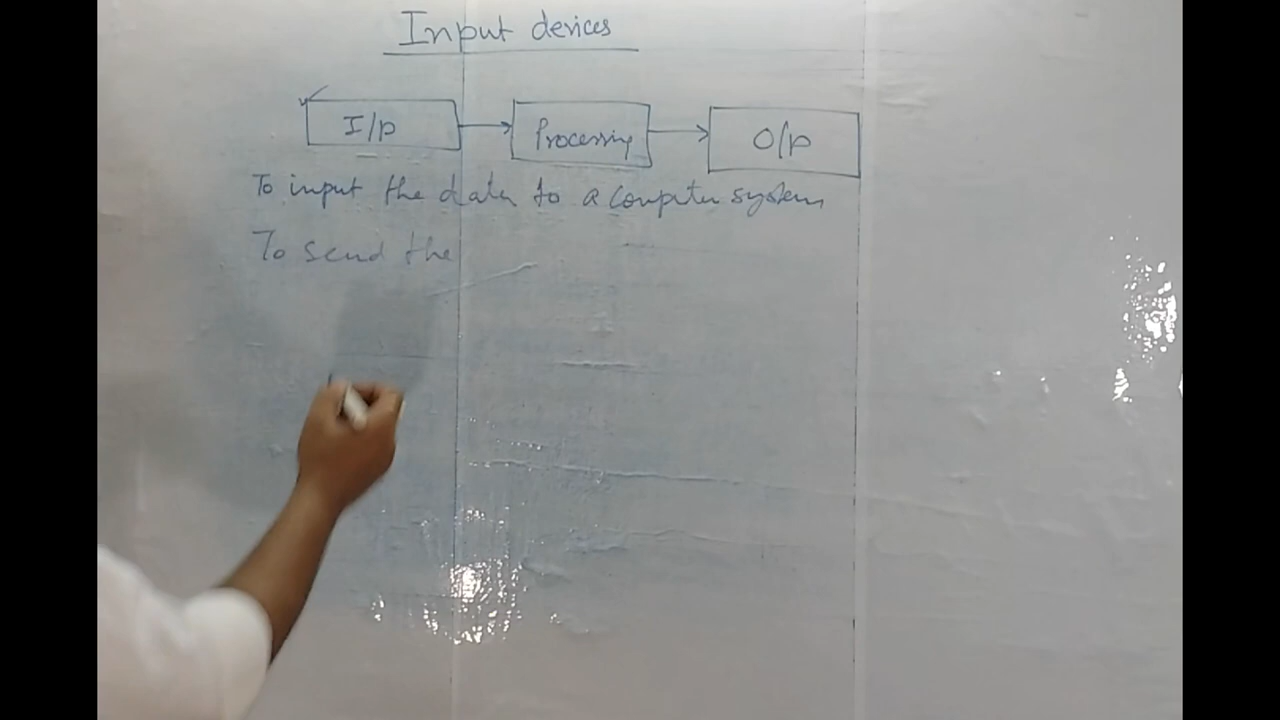 Input devices
I/p Processing O/p
To input the data to a computer system
To send the